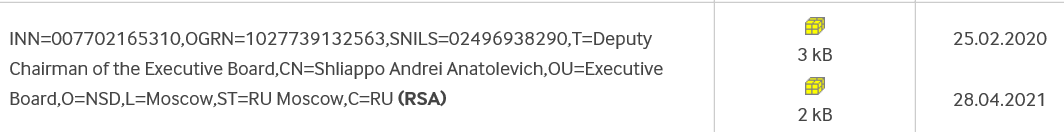 INN=007702165310,OGRN=1027739132563,SNILS=02496938290,T=Deputy
Chairman of the Executive Board,CN=Shliappo Andrei Anatolevich,OU=Executive
Board,O=NSD,L=Moscow,ST=RU Moscow,C=RU (RSA)
3 kB
2 kB
25.02.2020
28.04.2021